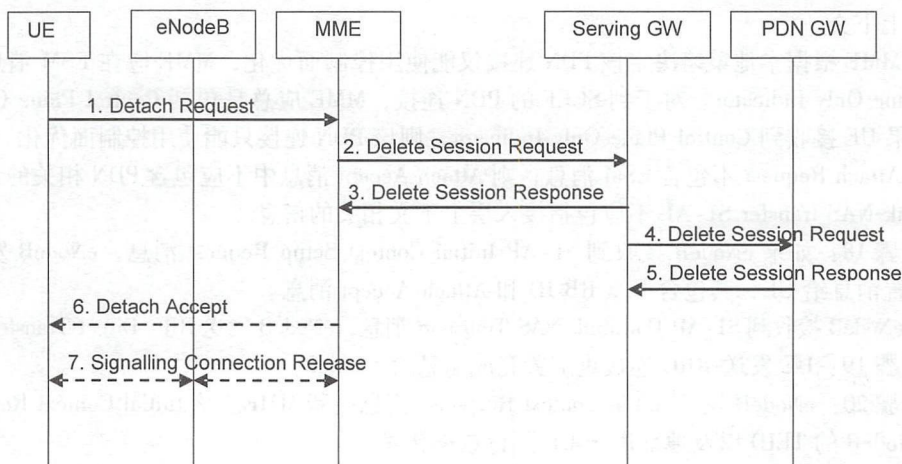 UE
eNodeB
MME
Serving GW
PDN GW
1. Detach Request
2. Delete Session Request
3. Delete Session Response
4. Delete Session Request
5. Delete Session Response
6. Detach Accept
7. Signalling Connection Release